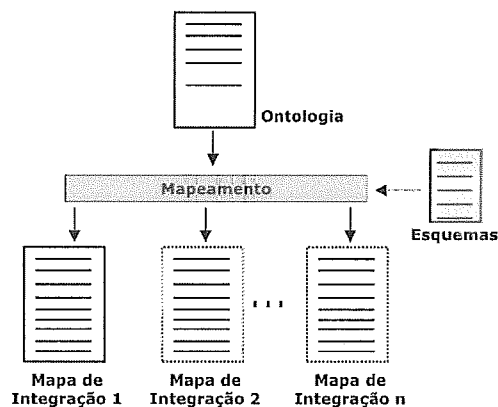 Ontologia
Mapeamento
Esquemas
...
Mapa de
Integração 1
Mapa de
Integração 2
Mapa de
Integração n